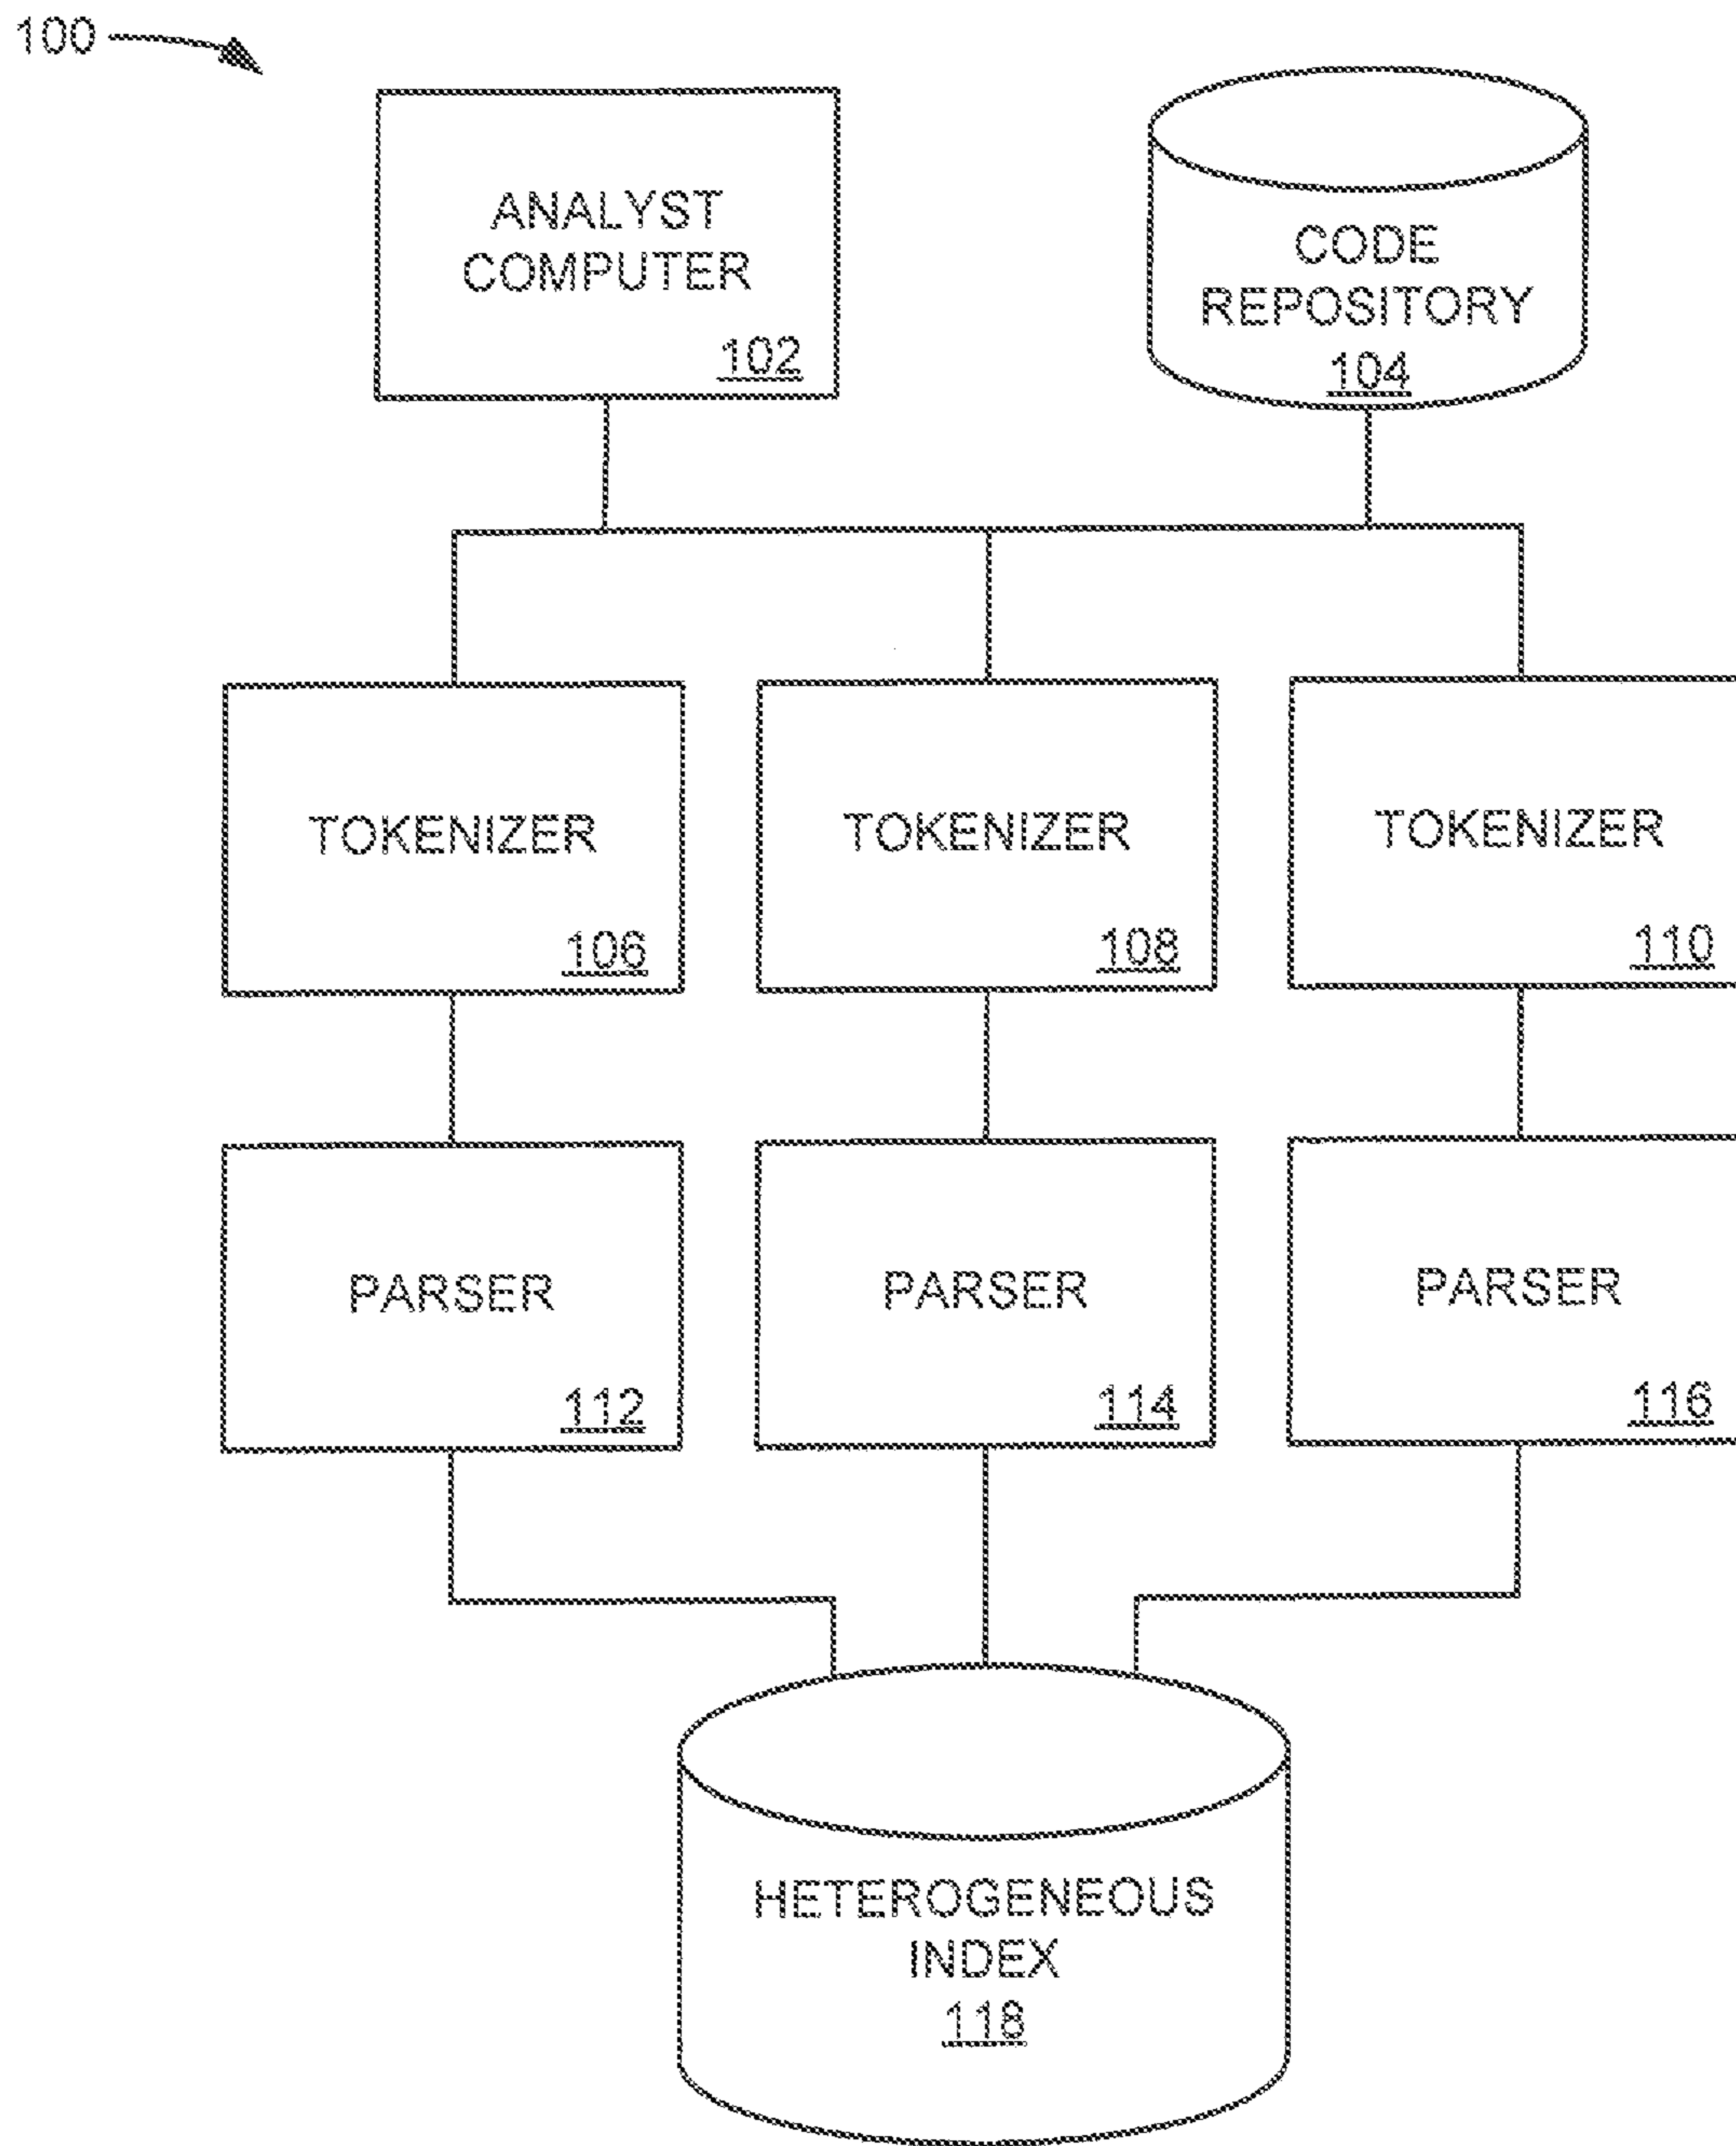 100
ANALYST
COMPUTER
102
CODE
REPOSITORY
104
TOKENIZER
106
TOKENIZER
108
TOKENIZER
110
PARSER
112
PARSER
114
PARSER
116
HETEROGENEOUS
INDEX
118